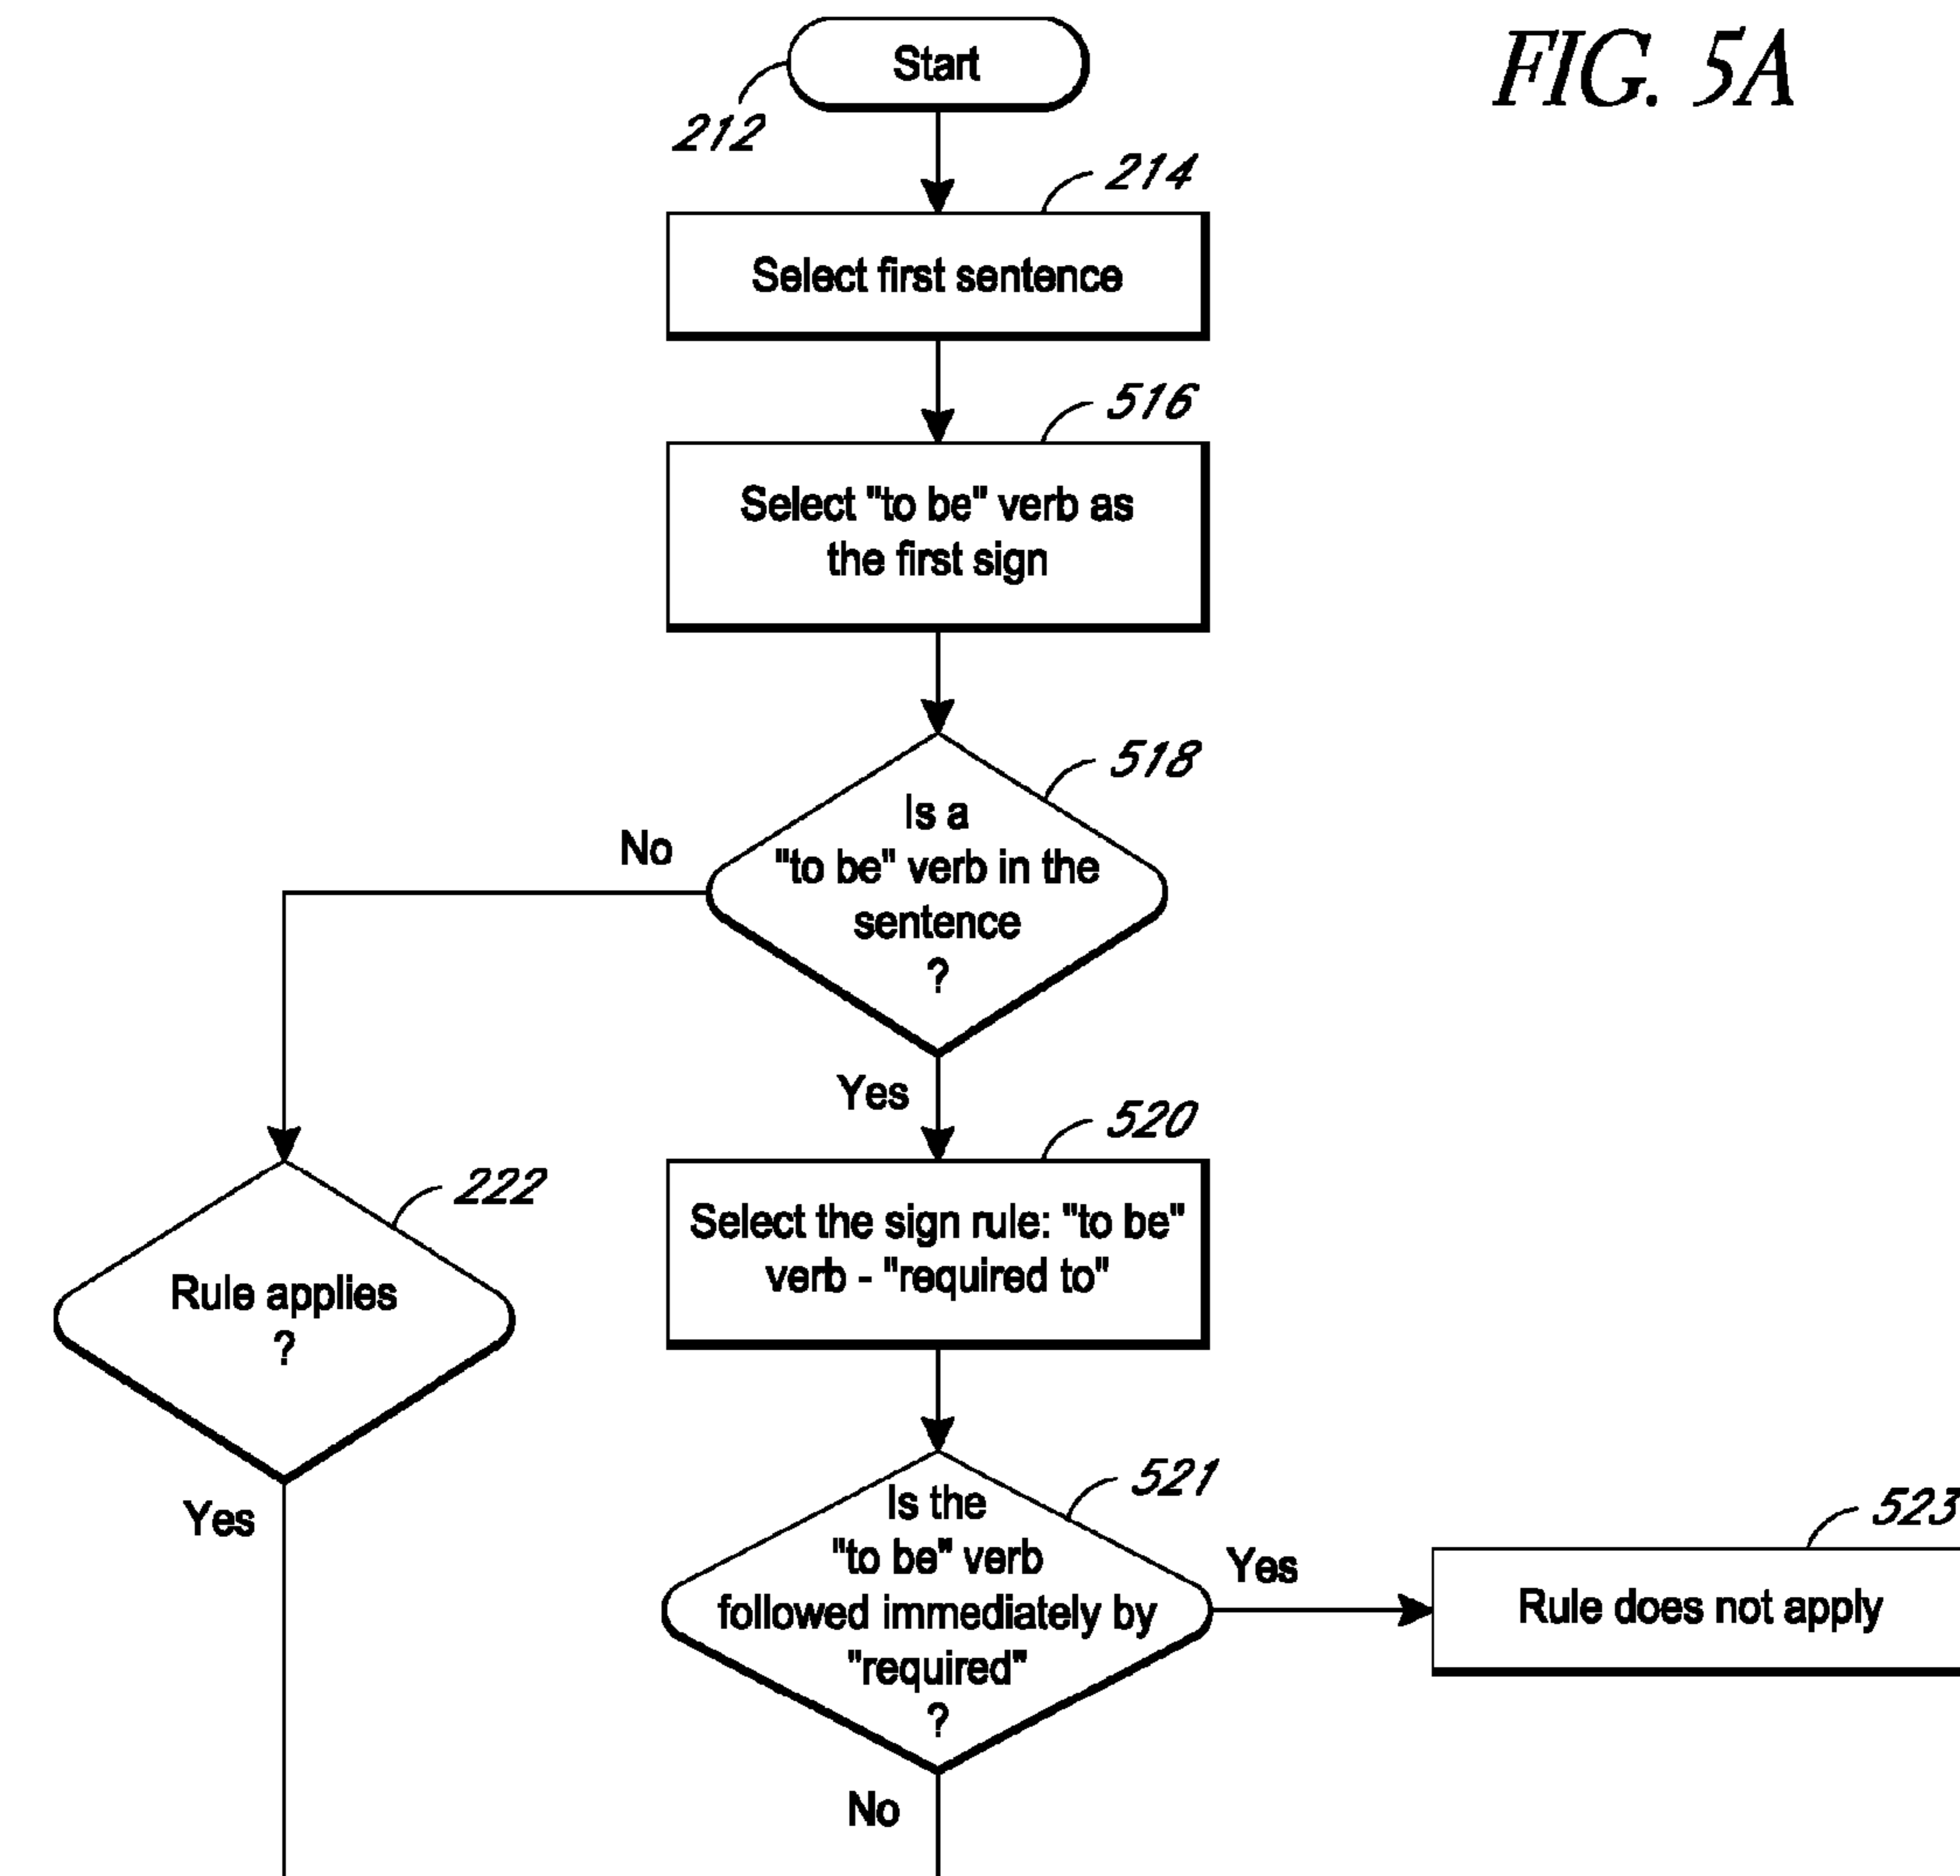 FIG. 5A
Start
212
214
Select first sentence
516
Select "to be" verb as
the first sign
518
Is a
"to be" verb in the
sentence
?
No
Yes
520
Select the sign rule: "to be"
verb - "required to"
222
Rule applies
?
Yes
521
Is the
"to be" verb
followed immediately by
"required"
?
Yes
523
Rule does not apply
No